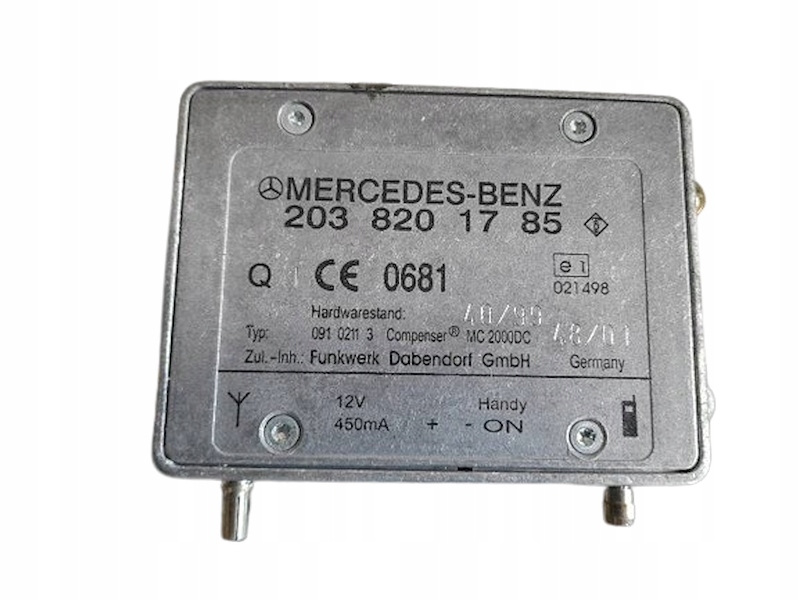 MERCEDES-BENZ
203 820 17 85
Q CE 0681 e1
021498
Hardwarestand: 40/99
Typ: 091 0211 3 Compenser® MC 2000DC 48/01
Zul.-Inh.: Funkwerk Dabendorf GmbH Germany
12V Handy
450mA + - ON